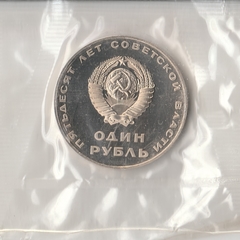 ПЯТЬДЕСЯТ ЛЕТ СОВЕТСКОЙ ВЛАСТИ
ОДИН
РУБЛЬ